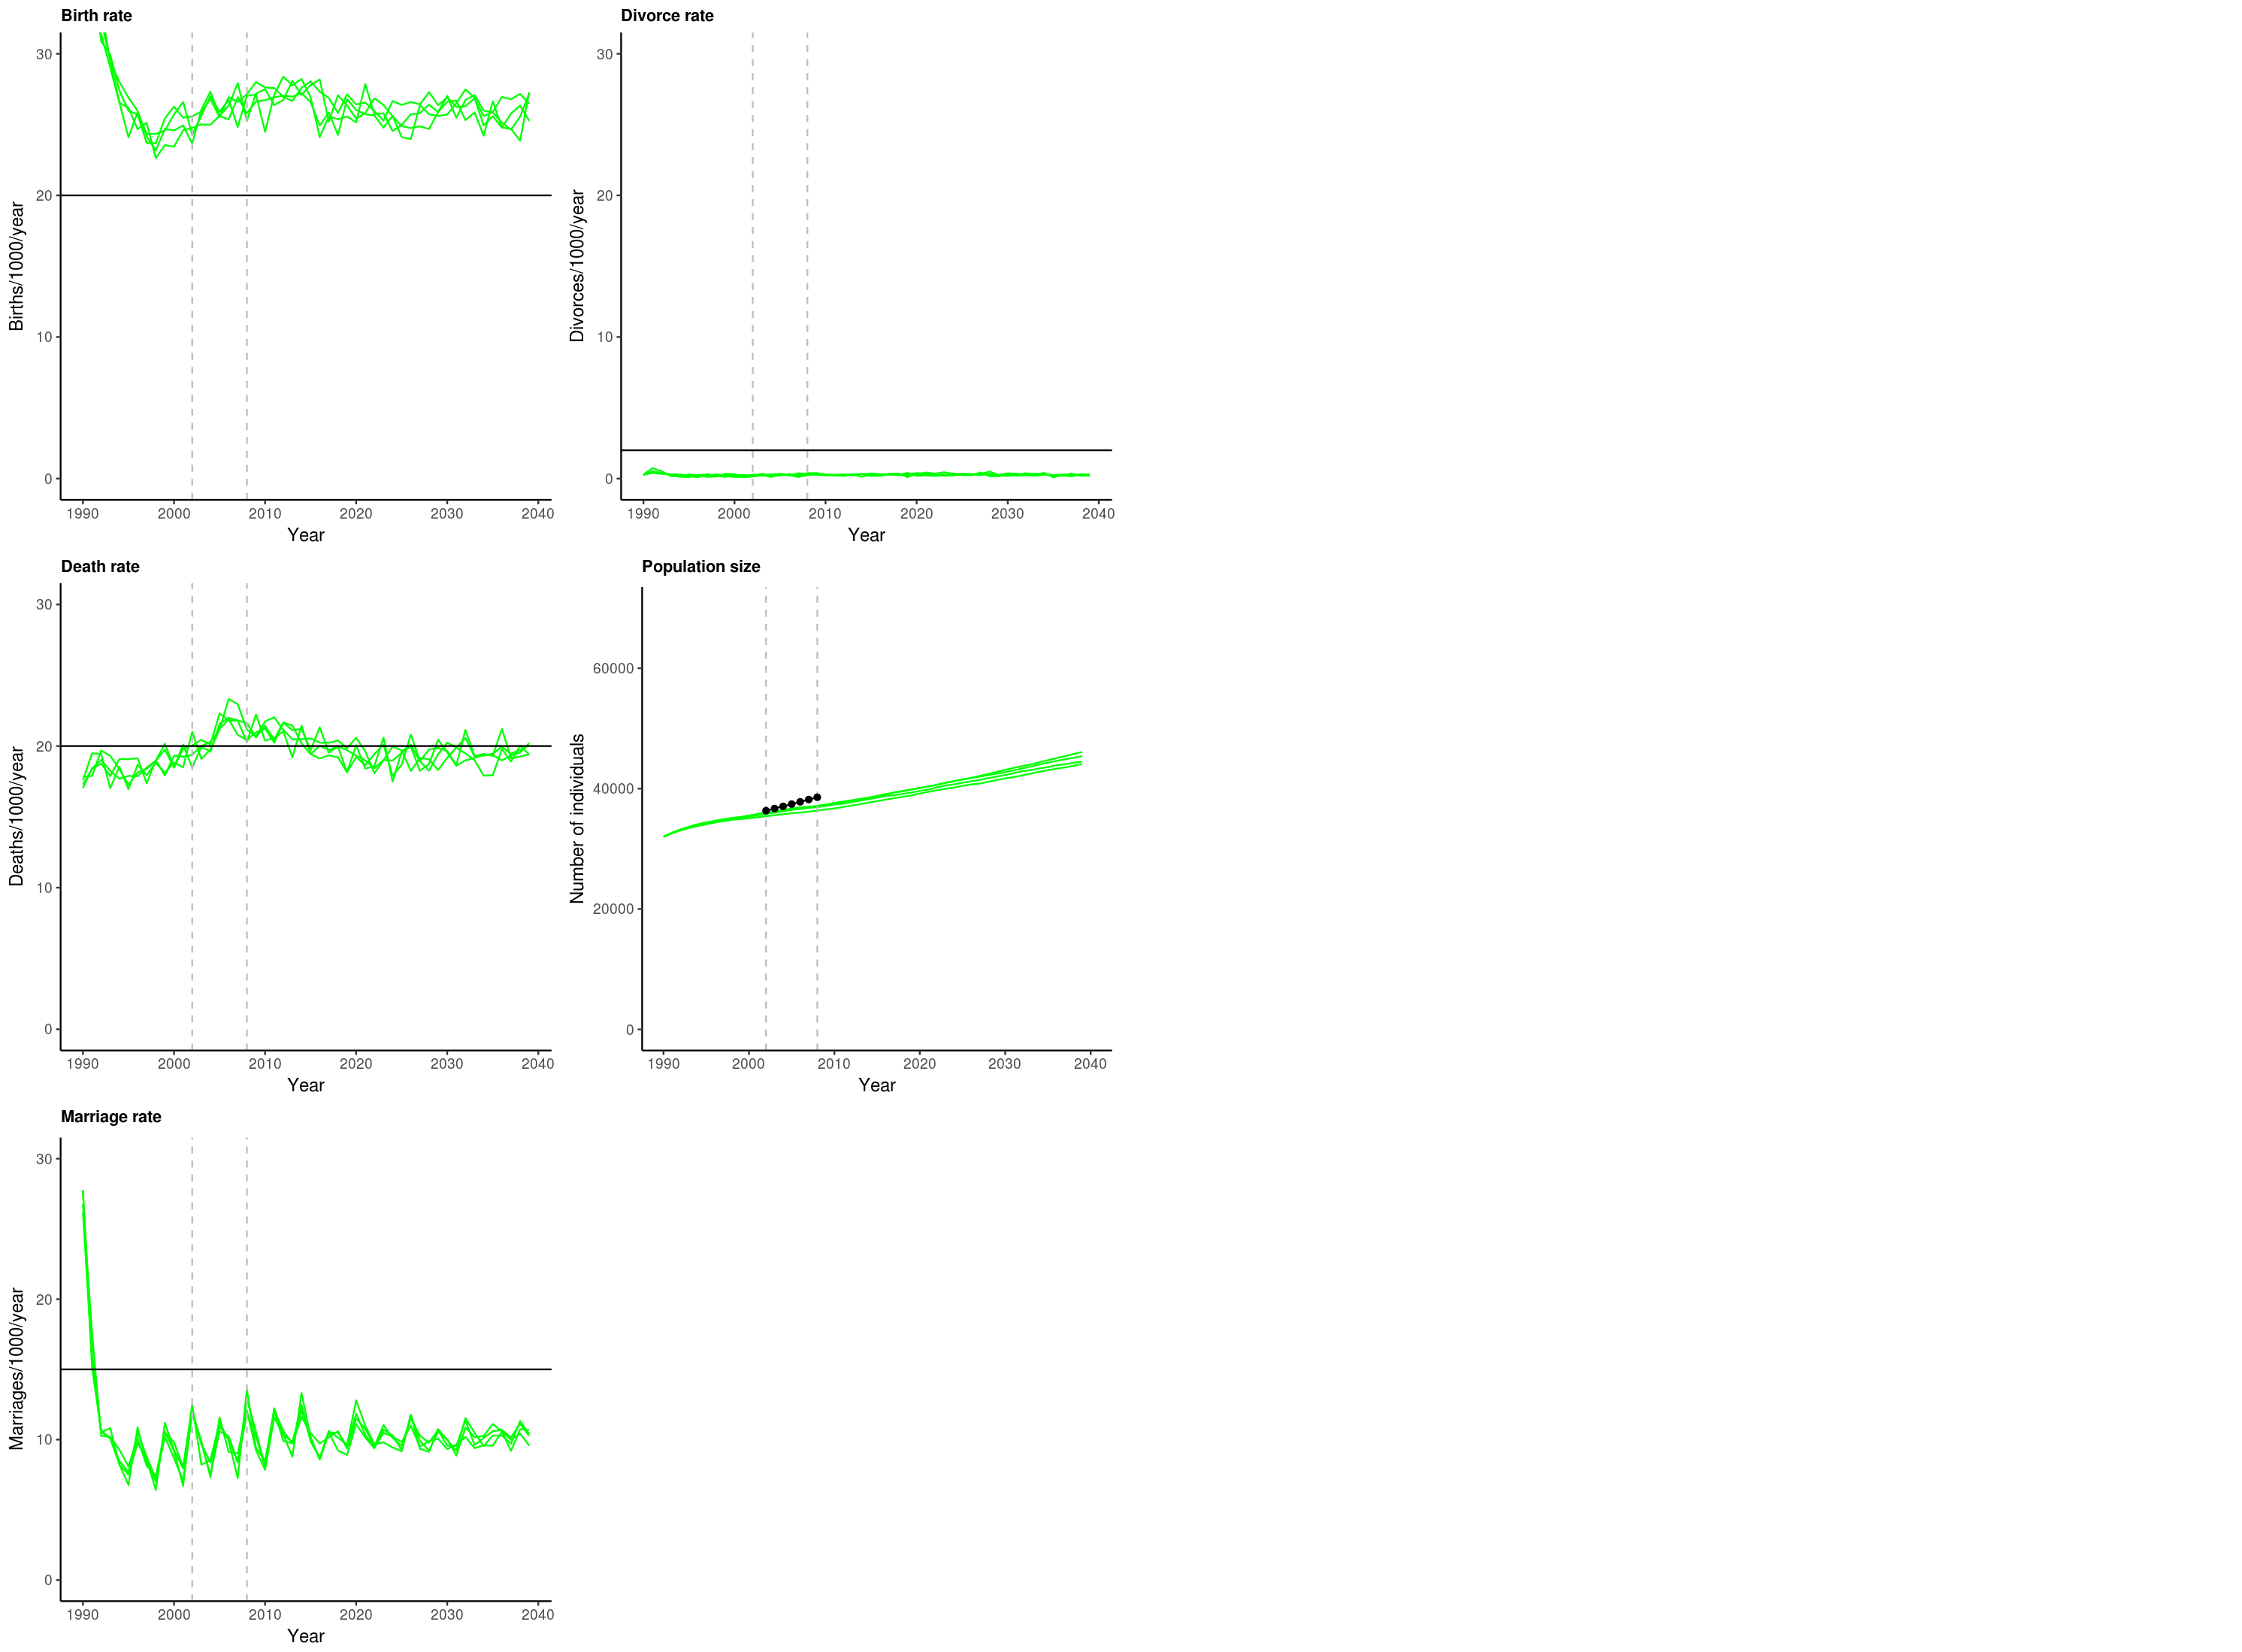 Birth rate
30
20
10
0
Births/1000/year
1990 2000 2010 2020 2030 2040
Year
Divorce rate
30
20
10
0
Divorces/1000/year
1990 2000 2010 2020 2030 2040
Year
Death rate
30
20
10
0
Deaths/1000/year
1990 2000 2010 2020 2030 2040
Year
Population size
60000
40000
20000
0
Number of individuals
1990 2000 2010 2020 2030 2040
Year
Marriage rate
30
20
10
0
Marriages/1000/year
1990 2000 2010 2020 2030 2040
Year